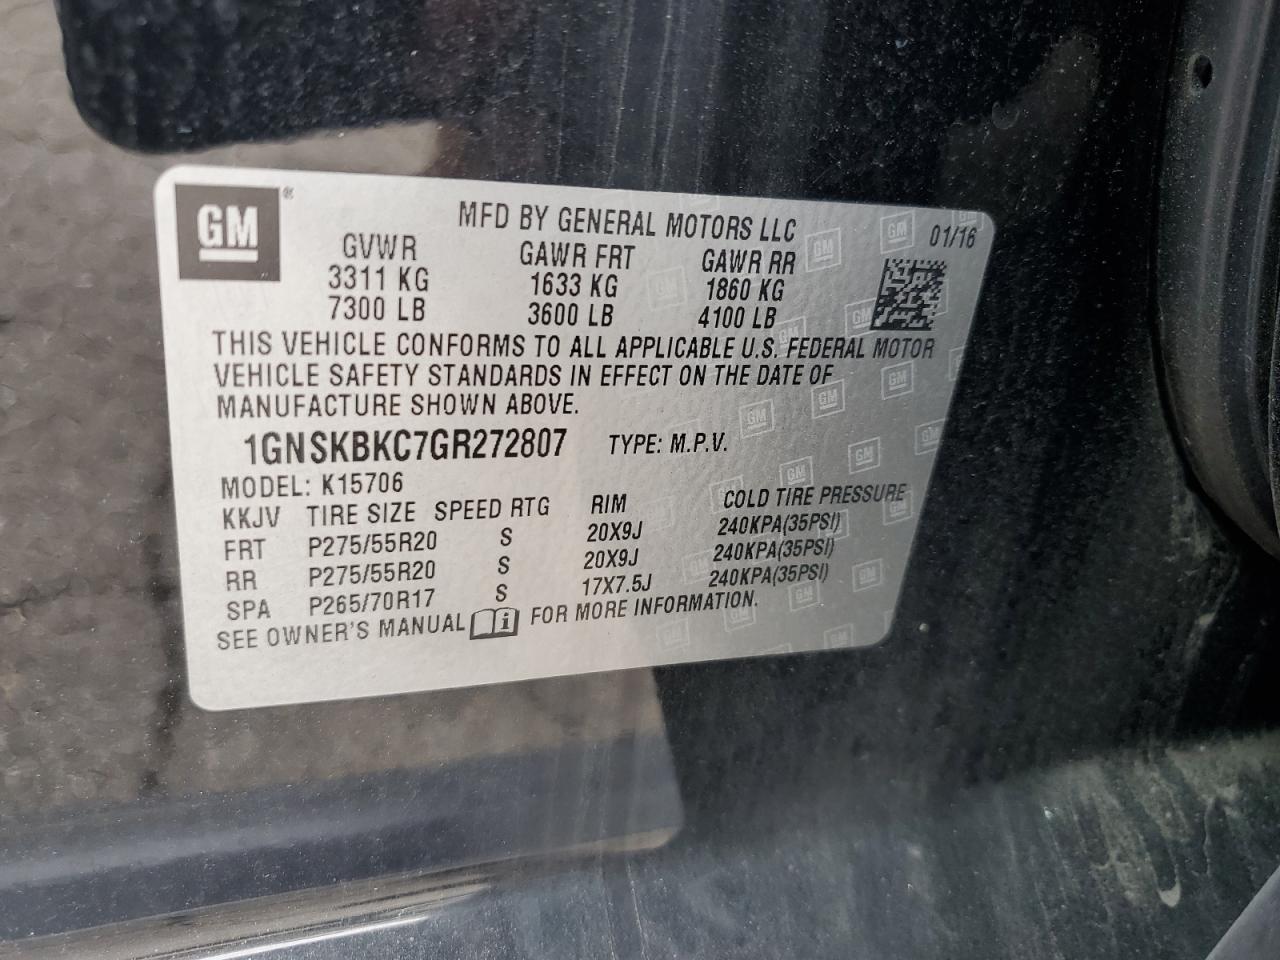 GM ®
MFD BY GENERAL MOTORS LLC 01/16
GVWR GAWR FRT GAWR RR
3311 KG 1633 KG 1860 KG
7300 LB 3600 LB 4100 LB
THIS VEHICLE CONFORMS TO ALL APPLICABLE U.S. FEDERAL MOTOR
VEHICLE SAFETY STANDARDS IN EFFECT ON THE DATE OF
MANUFACTURE SHOWN ABOVE.
1GNSKBKC7GR272807 TYPE: M.P.V.
MODEL: K15706
KKJV TIRE SIZE SPEED RTG RIM COLD TIRE PRESSURE
FRT P275/55R20 S 20X9J 240KPA(35PSI)
RR P275/55R20 S 20X9J 240KPA(35PSI)
SPA P265/70R17 S 17X7.5J 240KPA(35PSI)
SEE OWNER'S MANUAL i FOR MORE INFORMATION.